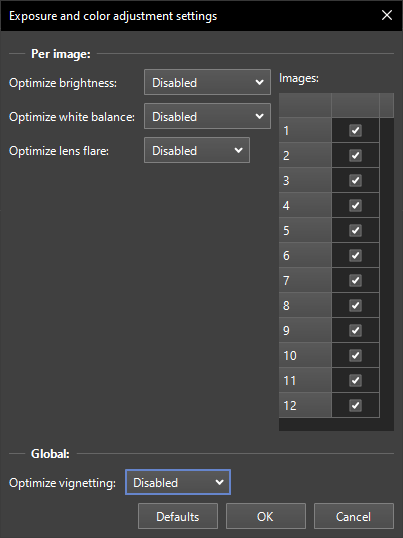 Exposure and color adjustment settings
Per image:
Optimize brightness: Disabled
Images:
Optimize white balance: Disabled
Optimize lens flare: Disabled
1
2
3
4
5
6
7
8
9
10
11
12
Global:
Optimize vignetting: Disabled
Defaults OK Cancel